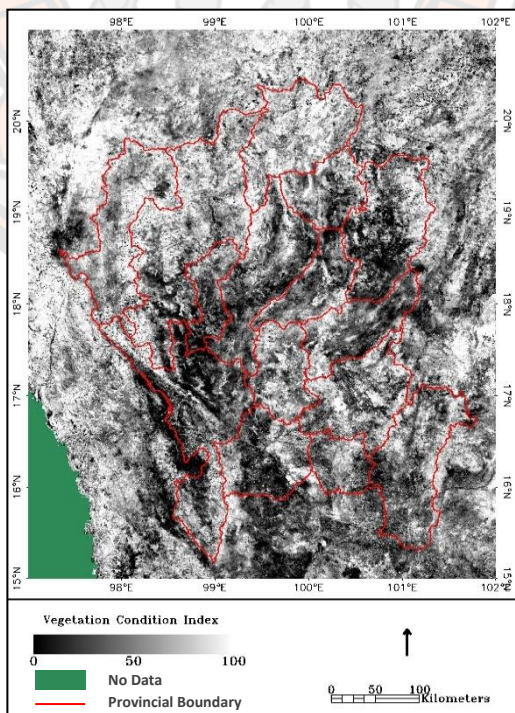 98°E 99°E 100°E 101°E 102°E
20°N 20°N
19°N 19°N
18°N 18°N
17°N 17°N
16°N 16°N
15°N 15°N
98°E 99°E 100°E 101°E 102°E
Vegetation Condition Index
0 50 100
No Data
Provincial Boundary
0 50 100
Kilometers